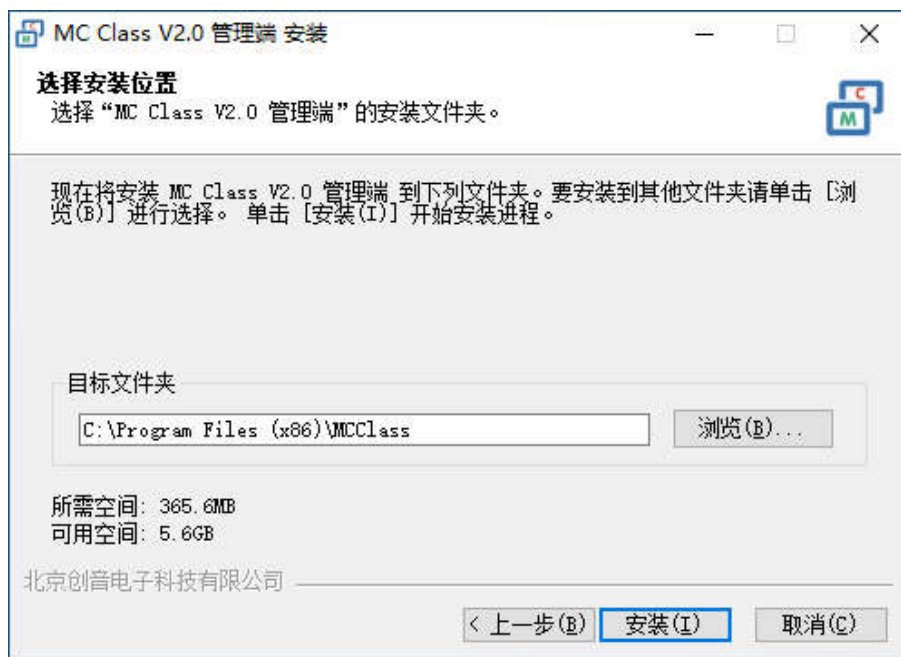 MC Class V2.0 管理端 安装
选择安装位置
选择“MC Class V2.0 管理端”的安装文件夹。
C
M
现在将安装 MC Class V2.0 管理端 到下列文件夹。要安装到其他文件夹请单击 [浏
览(B)] 进行选择。 单击 [安装(I)] 开始安装进程。
目标文件夹
C:\Program Files (x86)\MCClass
浏览(B)...
所需空间: 365.6MB
可用空间: 5.6GB
北京创音电子科技有限公司
< 上一步(B)
安装(I)
取消(C)